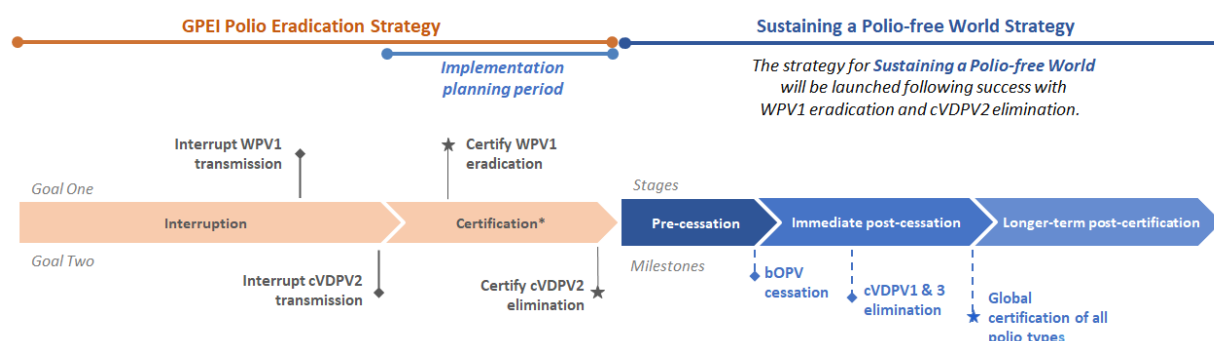 GPEI Polio Eradication Strategy
Sustaining a Polio-free World Strategy
Implementation
planning period
The strategy for Sustaining a Polio-free World
will be launched following success with
WPV1 eradication and cVDPV2 elimination.
Interrupt WPV1
transmission
Certify WPV1
eradication
Goal One
Stages
Interruption
Certification*
Pre-cessation
Immediate post-cessation
Longer-term post-certification
Goal Two
Milestones
Interrupt cVDPV2
transmission
Certify cVDPV2
elimination
bOPV
cessation
cVDPV1 & 3
elimination
Global
certification of all
polio types